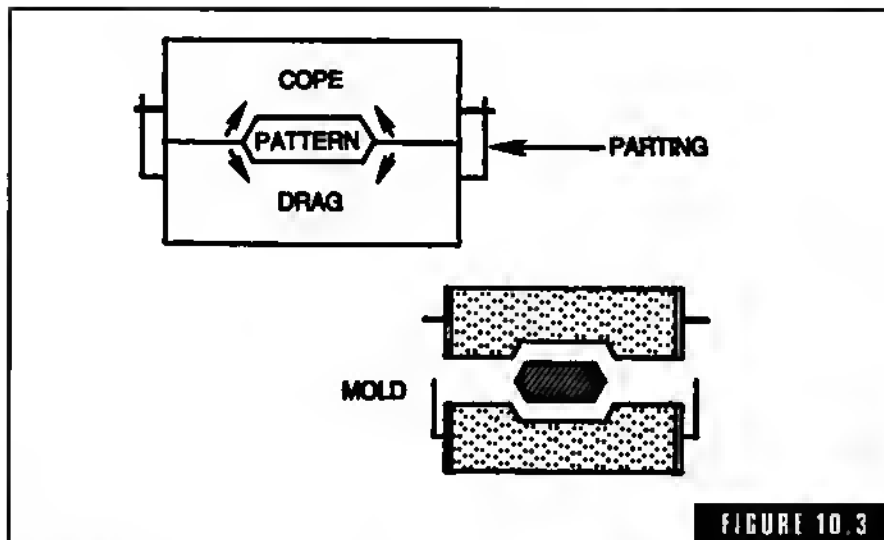 COPE
PATTERN
PARTING
DRAG
MOLD
FIGURE 10.3